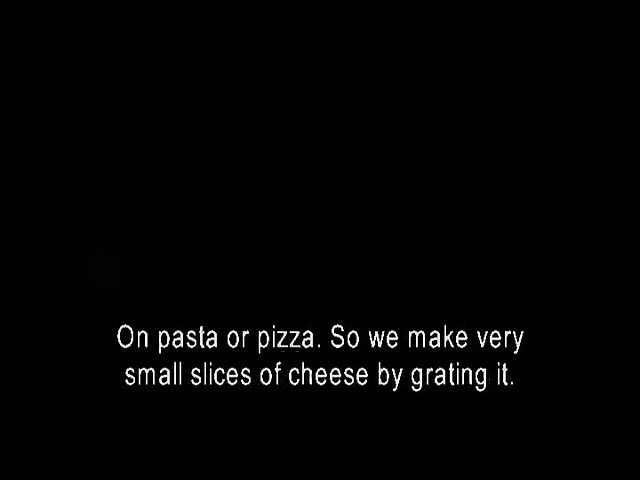 On pasta or pizza. So we make very
small slices of cheese by grating it.